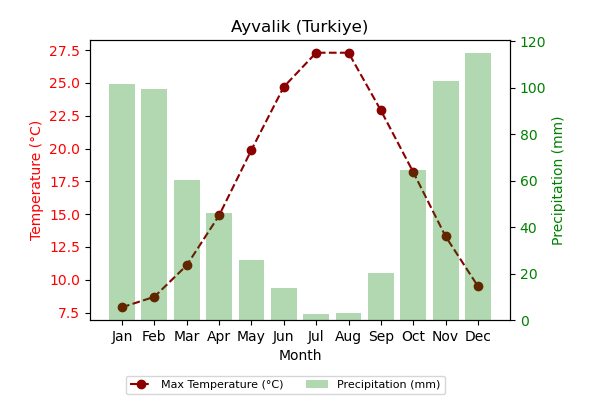 Ayvalik (Turkiye)
27.5
25.0
22.5
20.0
17.5
15.0
12.5
10.0
7.5
Temperature (°C)
120
100
80
60
40
20
0
Precipitation (mm)
Jan Feb Mar Apr May Jun Jul Aug Sep Oct Nov Dec
Month
Max Temperature (°C) Precipitation (mm)